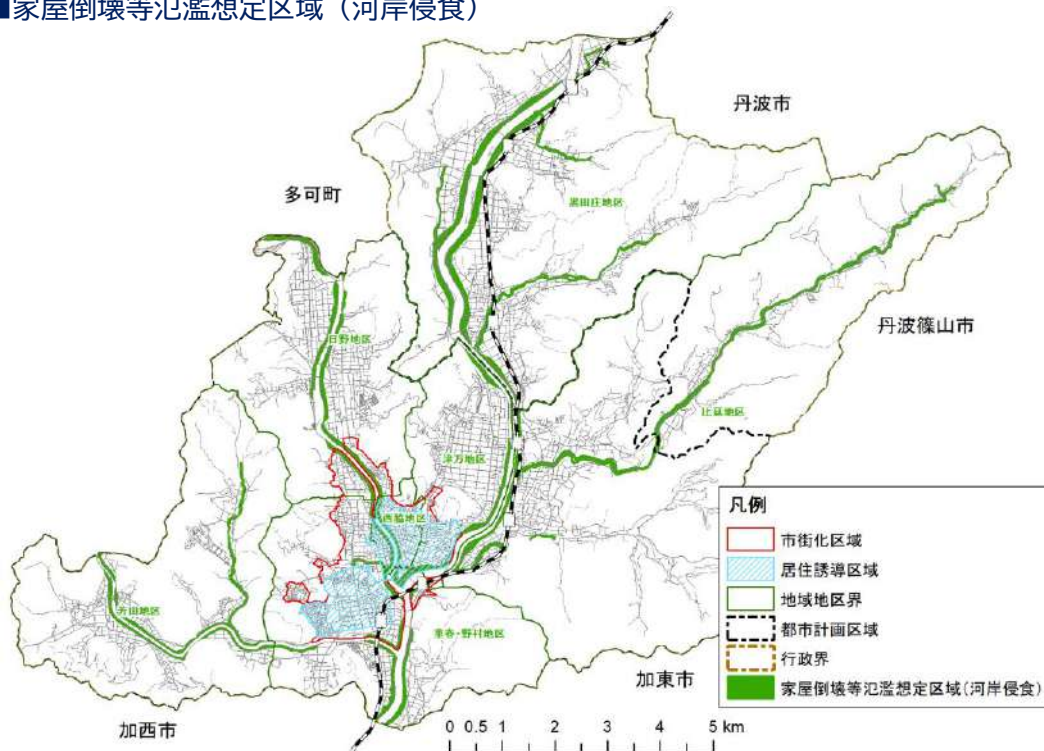 ■家屋倒壊等氾濫想定区域（河岸侵食）
丹波市
多可町
黒田庄地区
丹波篠山市
日野地区
比延地区
津万地区
西脇地区
芳田地区
重春・野村地区
加東市
加西市
凡例
市街化区域
居住誘導区域
地域地区界
都市計画区域
行政界
家屋倒壊等氾濫想定区域(河岸侵食)
0 0.5 1 2 3 4 5 km